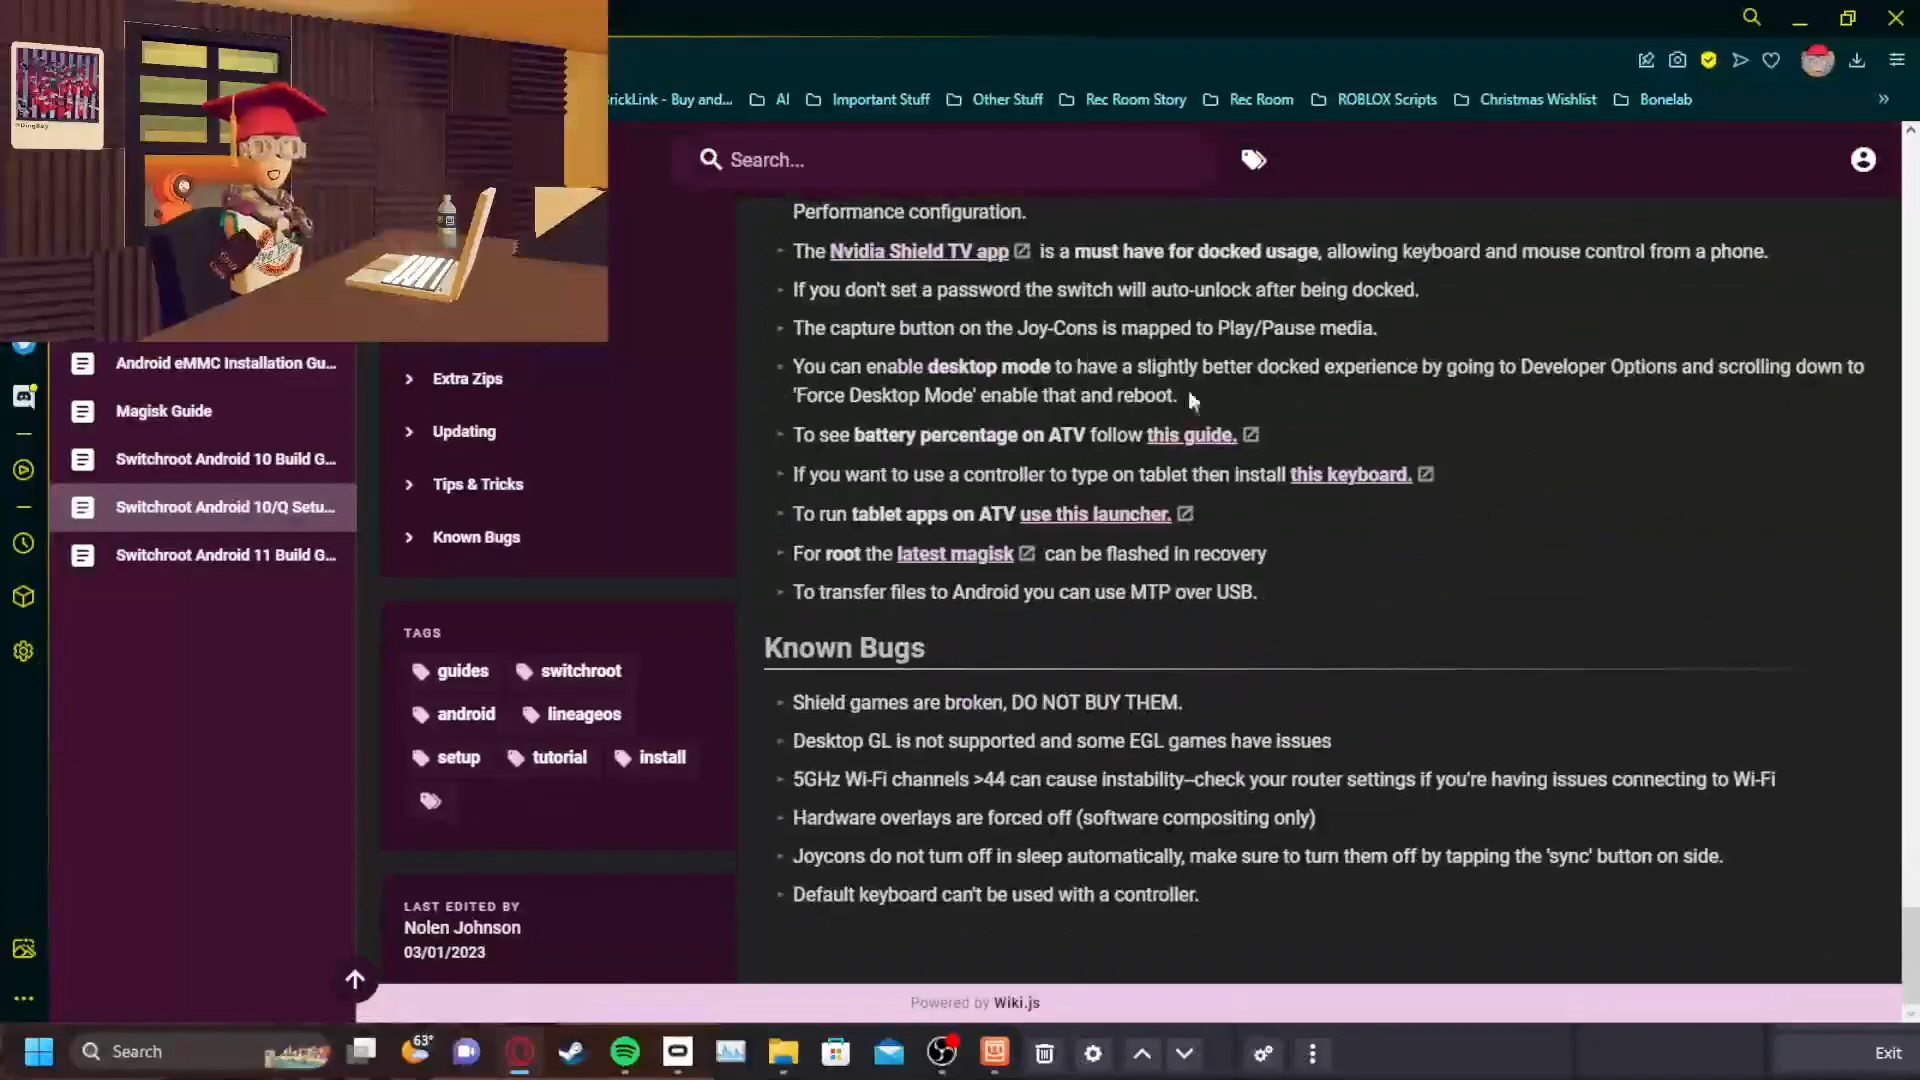 rickLink - Buy and...
AI
Important Stuff
Other Stuff
Rec Room Story
Rec Room
ROBLOX Scripts
Christmas Wishlist
Bonelab
»
Search...
Performance configuration.
The Nvidia Shield TV app is a must have for docked usage, allowing keyboard and mouse control from a phone.
If you don't set a password the switch will auto-unlock after being docked.
The capture button on the Joy-Cons is mapped to Play/Pause media.
You can enable desktop mode to have a slightly better docked experience by going to Developer Options and scrolling down to
'Force Desktop Mode' enable that and reboot.
To see battery percentage on ATV follow this guide.
If you want to use a controller to type on tablet then install this keyboard.
To run tablet apps on ATV use this launcher.
For root the latest magisk can be flashed in recovery
To transfer files to Android you can use MTP over USB.
Known Bugs
Shield games are broken, DO NOT BUY THEM.
Desktop GL is not supported and some EGL games have issues
5GHz Wi-Fi channels >44 can cause instability--check your router settings if you're having issues connecting to Wi-Fi
Hardware overlays are forced off (software compositing only)
Joycons do not turn off in sleep automatically, make sure to turn them off by tapping the 'sync' button on side.
Default keyboard can't be used with a controller.
Android eMMC Installation Gu...
Magisk Guide
Switchroot Android 10 Build G...
Switchroot Android 10/Q Setu...
Switchroot Android 11 Build G...
Extra Zips
Updating
Tips & Tricks
Known Bugs
TAGS
guides
switchroot
android
lineageos
setup
tutorial
install
LAST EDITED BY
Nolen Johnson
03/01/2023
Powered by Wiki.js
Search
63°
Exit